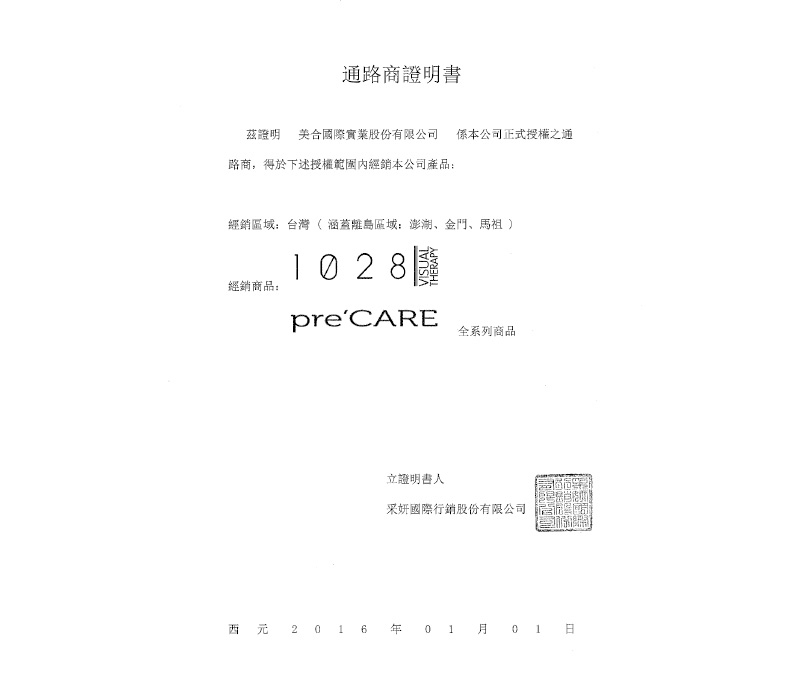 通路商證明書
茲證明 美合國際實業股份有限公司 係本公司正式授權之通
路商，得於下述授權範圍內經銷本公司產品：
經銷區域：台灣（涵蓋離島區域：澎湖、金門、馬祖）
1028 VISUAL THERAPY
經銷商品：
pre'CARE 全系列商品
立證明書人
采妍國際行銷股份有限公司
西元 2016年01月01日